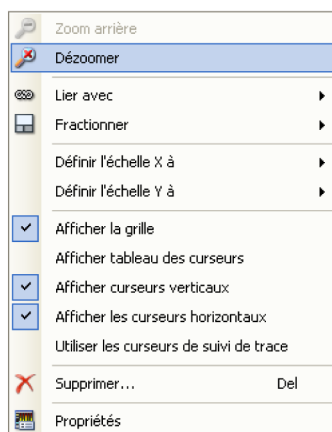 Zoom arrière
Dézoomer
Lier avec
Fractionner
Définir l'échelle X à
Définir l'échelle Y à
Afficher la grille
Afficher tableau des curseurs
Afficher curseurs verticaux
Afficher les curseurs horizontaux
Utiliser les curseurs de suivi de trace
Supprimer... Del
Propriétés